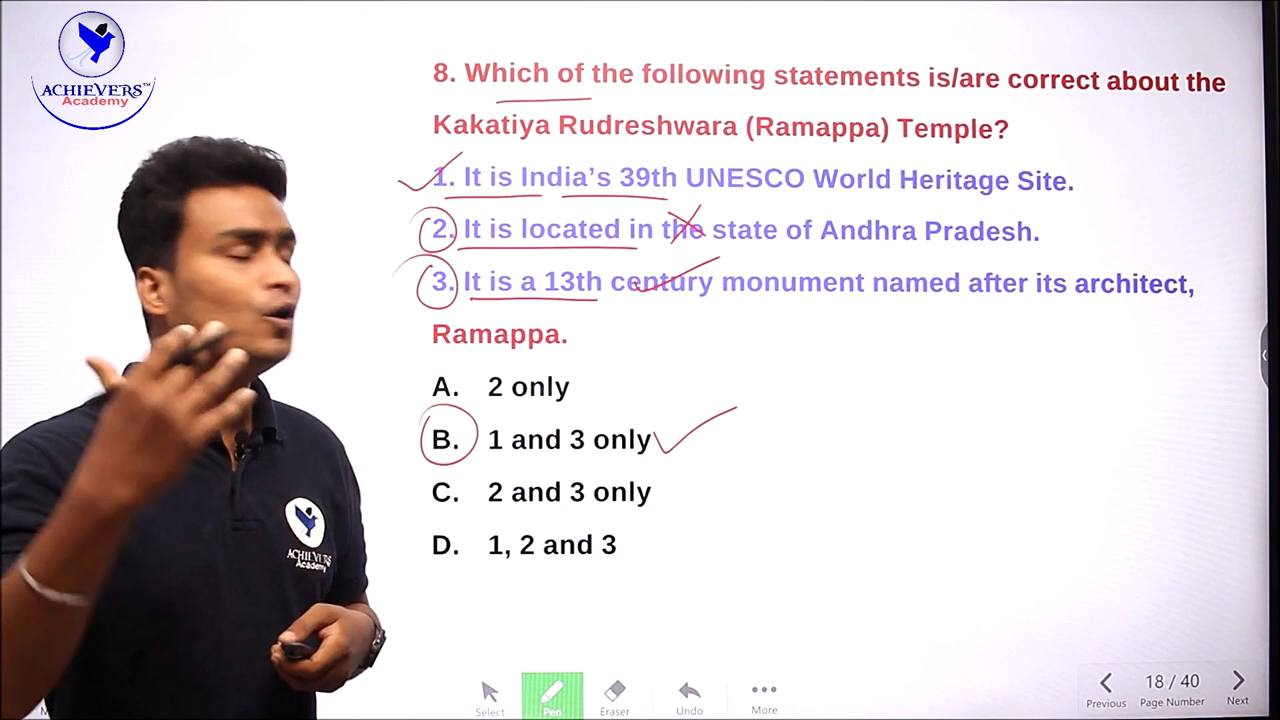 ACHIEVERS™
Academy
8. Which of the following statements is/are correct about the
Kakatiya Rudreshwara (Ramappa) Temple?
1. It is India’s 39th UNESCO World Heritage Site.
2. It is located in the state of Andhra Pradesh.
3. It is a 13th century monument named after its architect,
Ramappa.
A. 2 only
B. 1 and 3 only
C. 2 and 3 only
D. 1, 2 and 3
ACHIEVERS
Academy
Select Pen Eraser Undo More
18 / 40
Previous Page Number Next